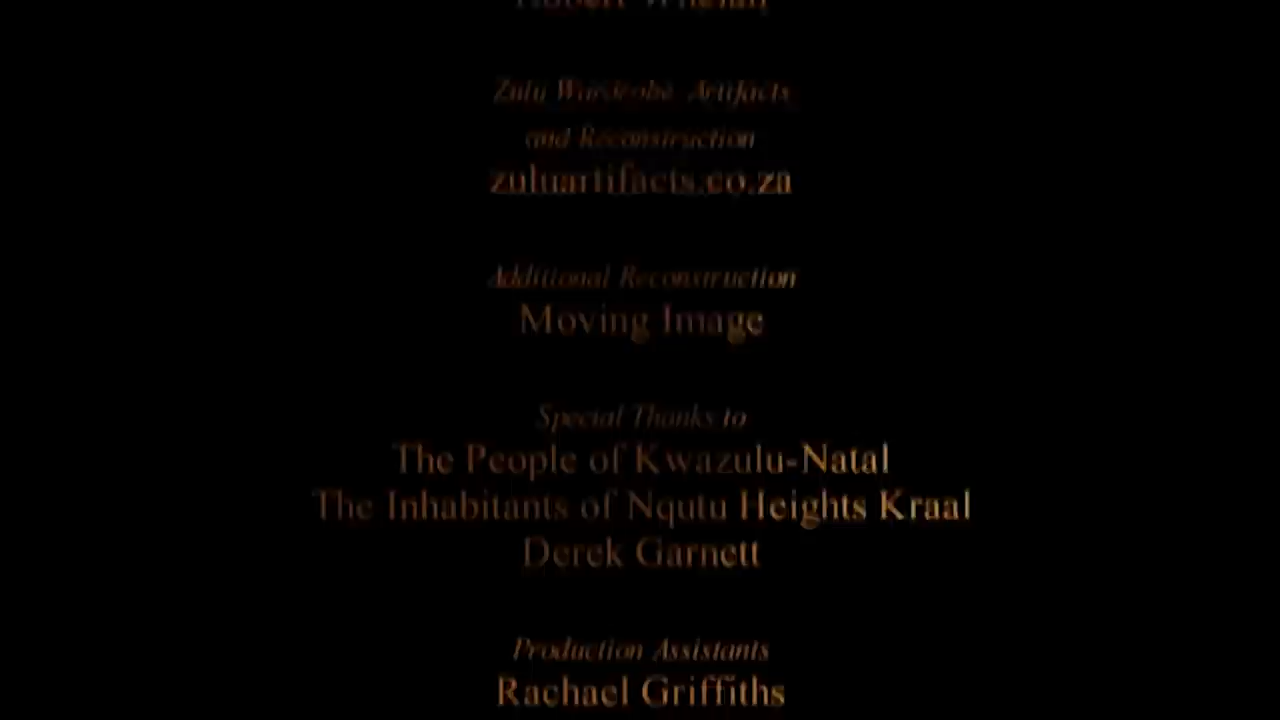 Robert
Zulu Wardrobe, Artifacts
and Reconstruction
zuluartifacts.co.za
Additional Reconstruction
Moving Image
Special Thanks to
The People of Kwazulu-Natal
The Inhabitants of Nqutu Heights Kraal
Derek Garnett
Production Assistants
Rachael Griffiths